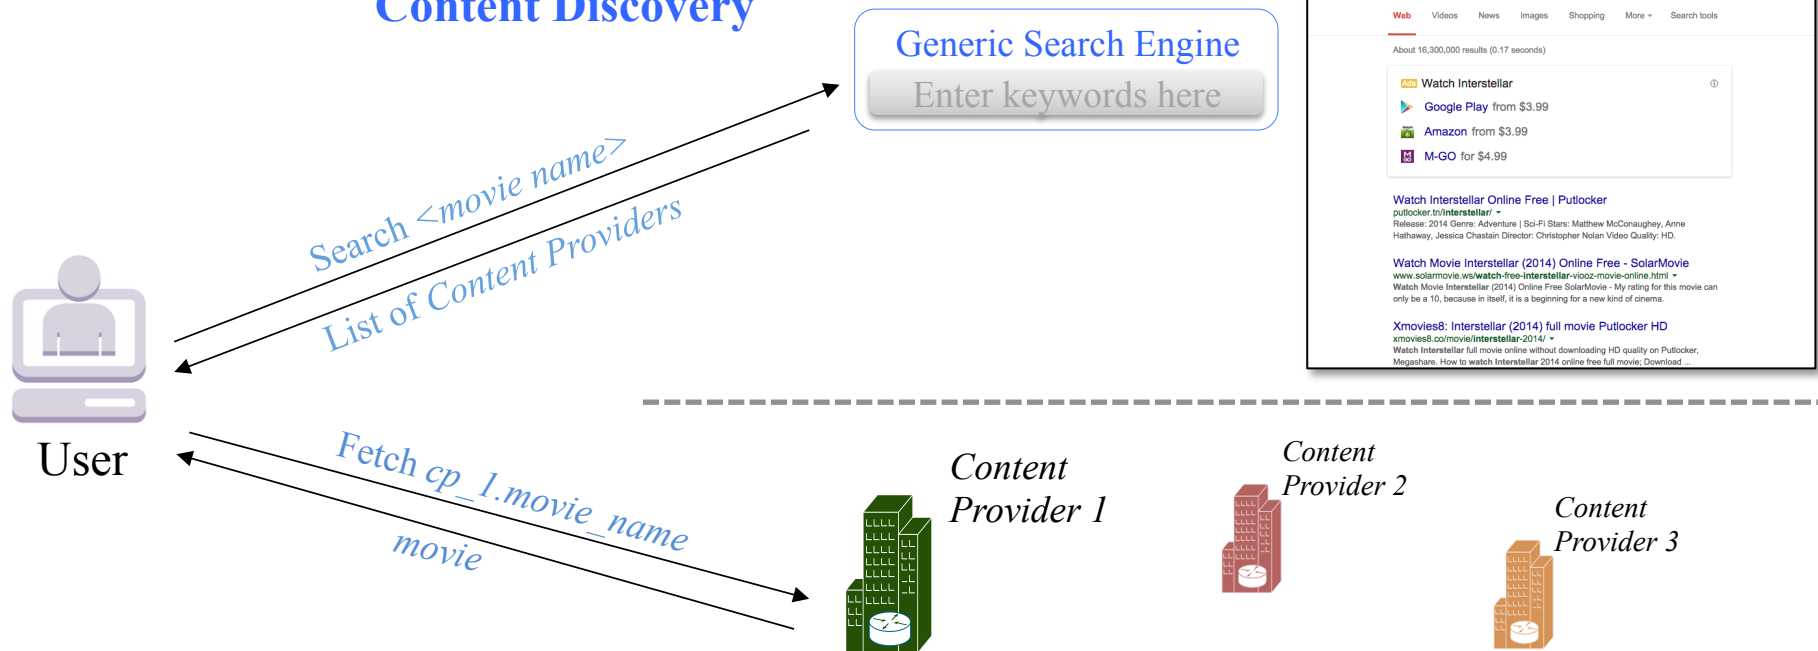 Content Discovery
Generic Search Engine
Enter keywords here
Search <movie name>
List of Content Providers
User
Fetch cp_1.movie_name
movie
Content
Provider 1
Content
Provider 2
Content
Provider 3
Web Videos News Images Shopping More Search tools
About 16,300,000 results (0.17 seconds)
Ads Watch Interstellar
Google Play from $3.99
Amazon from $3.99
M-GO for $4.99
Watch Interstellar Online Free | Putlocker
putlocker.tn/interstellar/
Release: 2014 Genre: Adventure | Sci-Fi Stars: Matthew McConaughey, Anne
Hathaway, Jessica Chastain Director: Christopher Nolan Video Quality: HD.
Watch Movie Interstellar (2014) Online Free - SolarMovie
www.solarmovie.ws/watch-free-interstellar-viooz-movie-online.html
Watch Movie Interstellar (2014) Online Free SolarMovie - My rating for this movie can
only be a 10, because in itself, it is a beginning for a new kind of cinema.
Xmovies8: Interstellar (2014) full movie Putlocker HD
xmovies8.co/movie/interstellar-2014/
Watch Interstellar full movie online without downloading HD quality on Putlocker,
Megashare. How to watch Interstellar 2014 online free full movie; Download ...